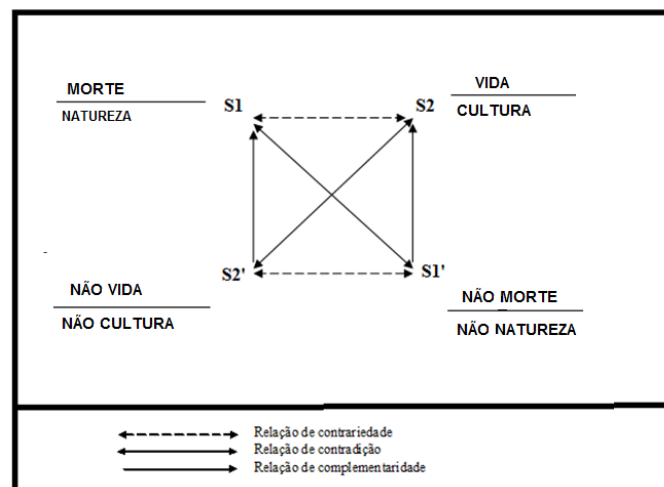 MORTE
NATUREZA
S1
S2
VIDA
CULTURA
NÃO VIDA
NÃO CULTURA
S2'
S1'
NÃO MORTE
NÃO NATUREZA
Relação de contrariedade
Relação de contradição
Relação de complementaridade